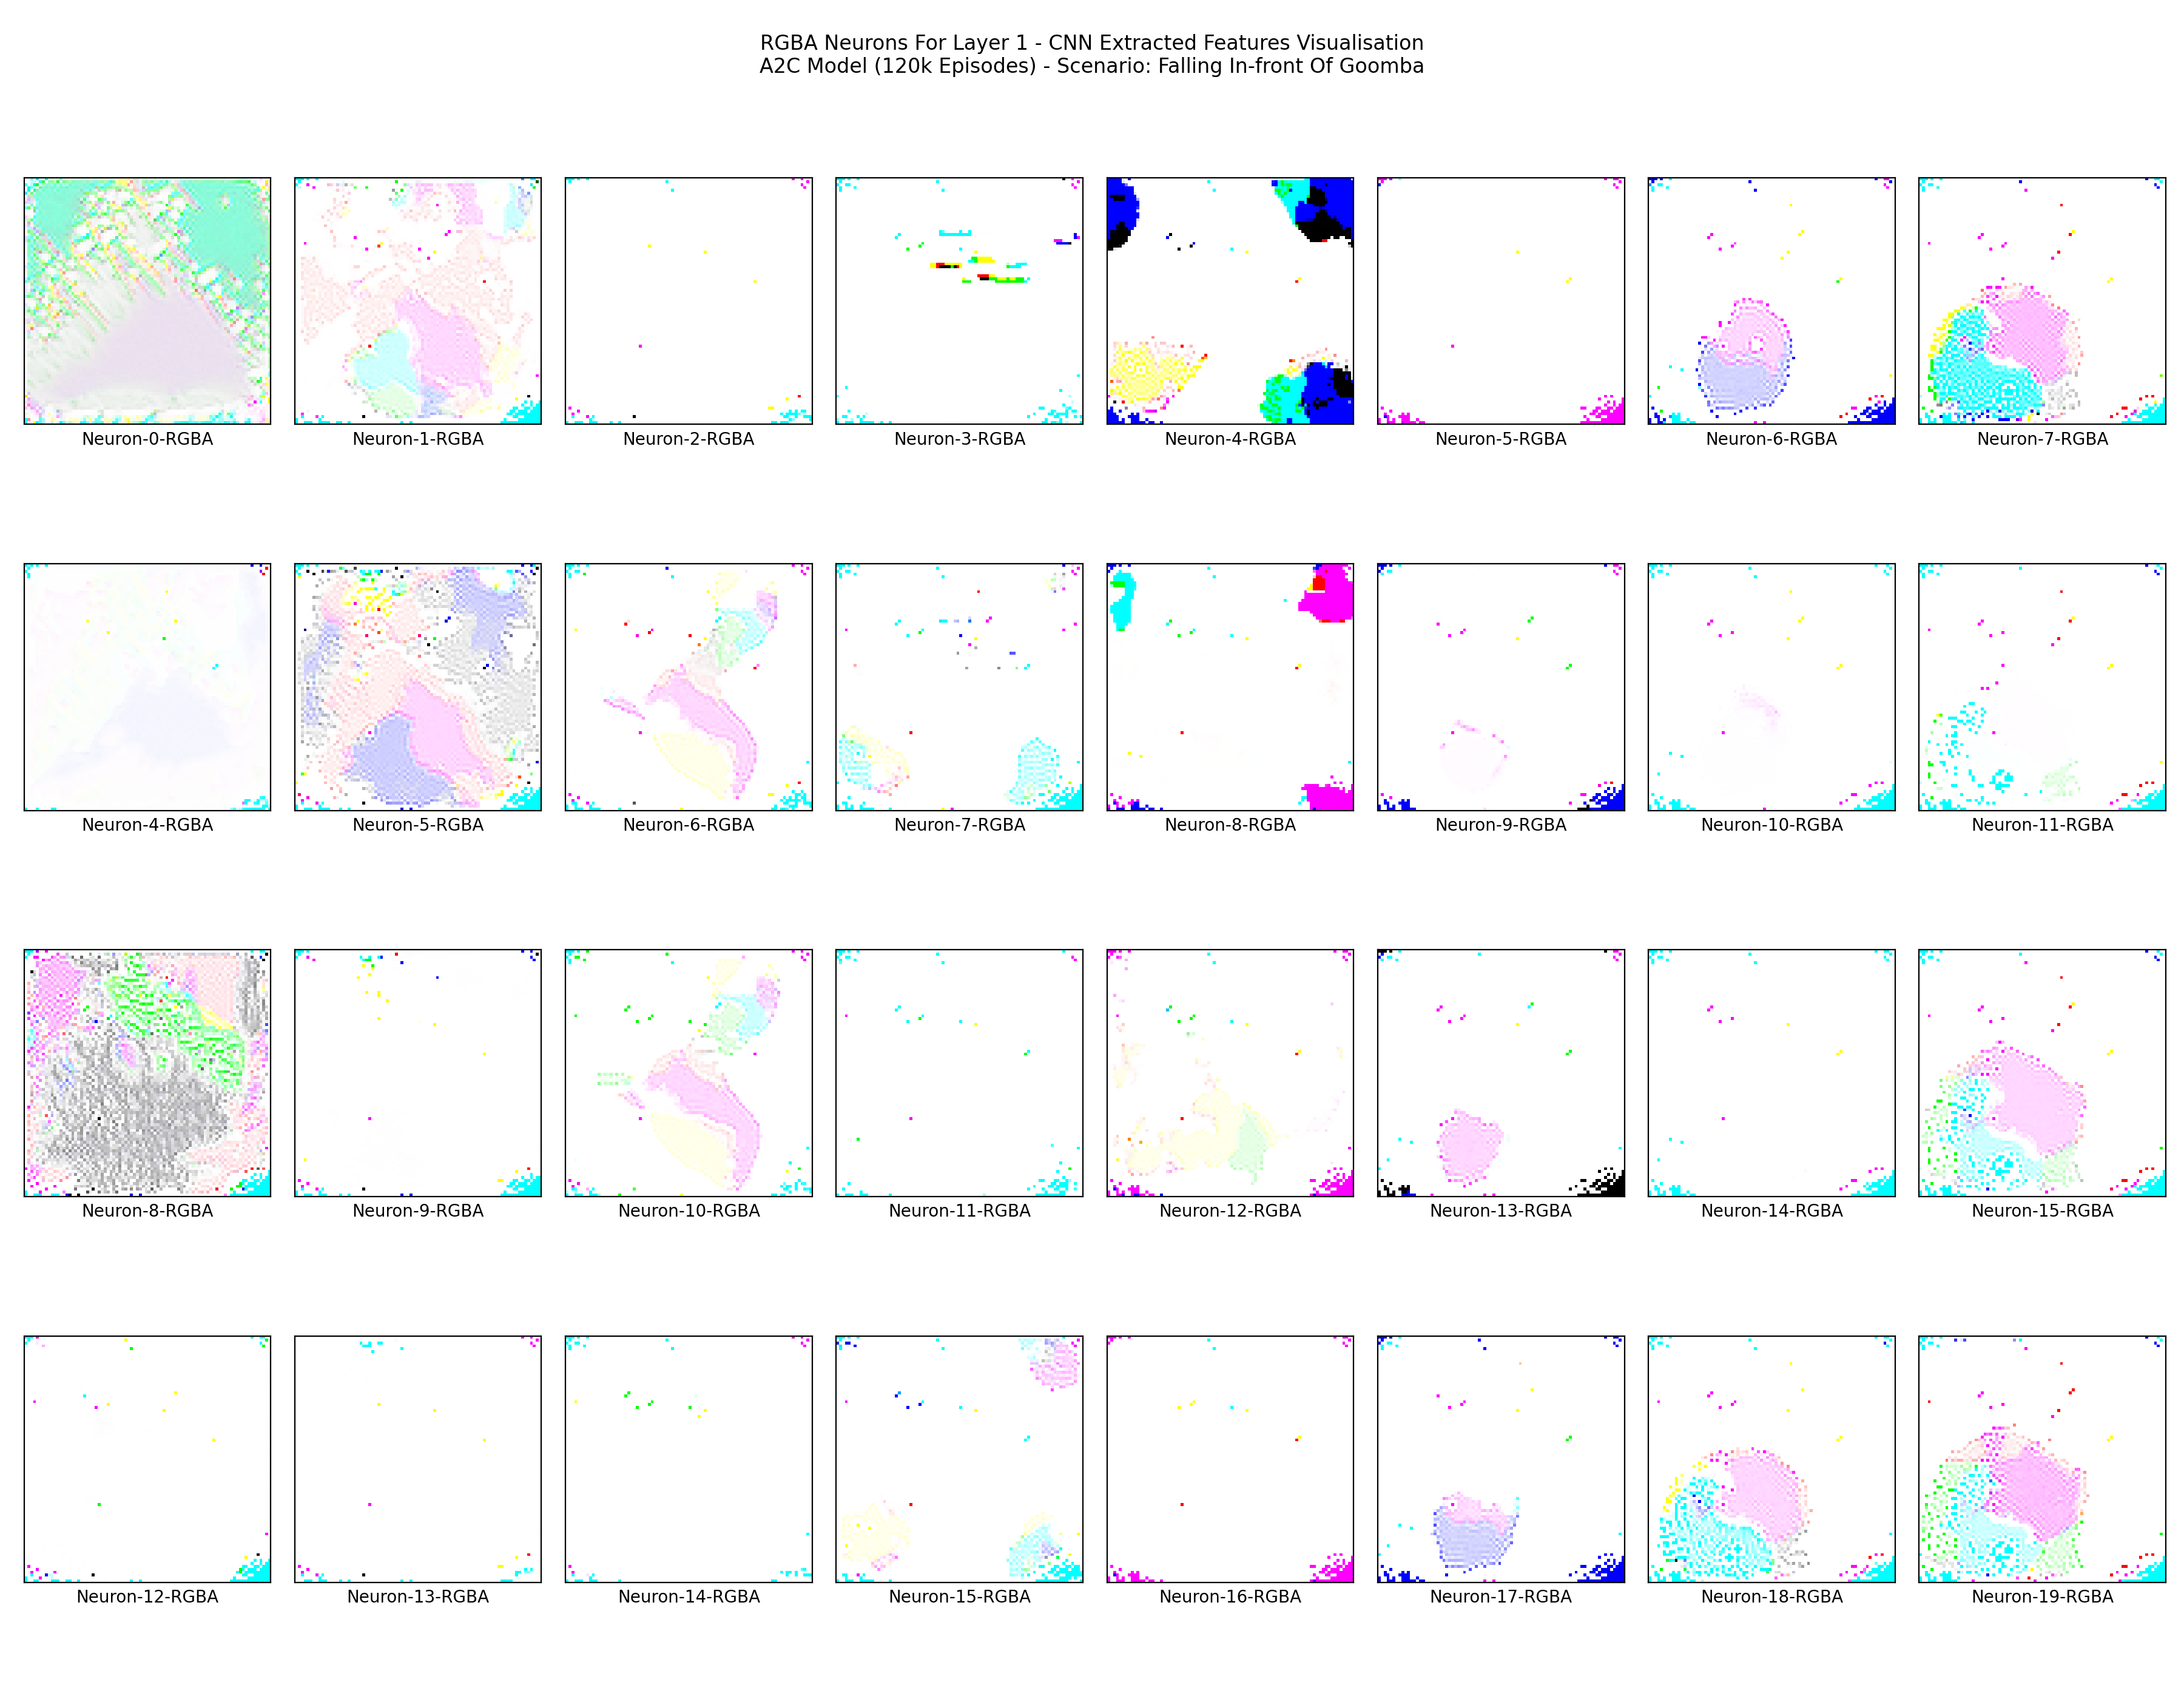 RGBA Neurons For Layer 1 - CNN Extracted Features Visualisation
A2C Model (120k Episodes) - Scenario: Falling In-front Of Goomba
Neuron-0-RGBA
Neuron-1-RGBA
Neuron-2-RGBA
Neuron-3-RGBA
Neuron-4-RGBA
Neuron-5-RGBA
Neuron-6-RGBA
Neuron-7-RGBA
Neuron-4-RGBA
Neuron-5-RGBA
Neuron-6-RGBA
Neuron-7-RGBA
Neuron-8-RGBA
Neuron-9-RGBA
Neuron-10-RGBA
Neuron-11-RGBA
Neuron-8-RGBA
Neuron-9-RGBA
Neuron-10-RGBA
Neuron-11-RGBA
Neuron-12-RGBA
Neuron-13-RGBA
Neuron-14-RGBA
Neuron-15-RGBA
Neuron-12-RGBA
Neuron-13-RGBA
Neuron-14-RGBA
Neuron-15-RGBA
Neuron-16-RGBA
Neuron-17-RGBA
Neuron-18-RGBA
Neuron-19-RGBA